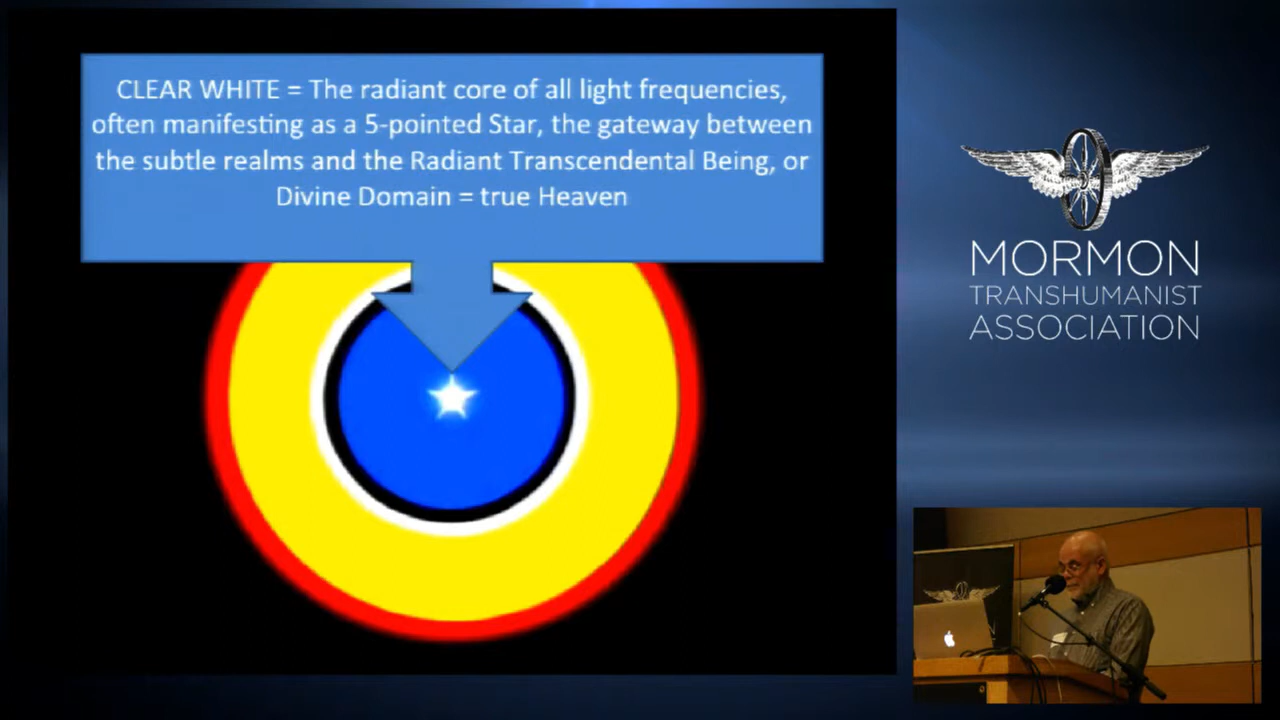 CLEAR WHITE = The radiant core of all light frequencies,
often manifesting as a 5-pointed Star, the gateway between
the subtle realms and the Radiant Transcendental Being, or
Divine Domain = true Heaven
MORMON
TRANSHUMANIST
ASSOCIATION